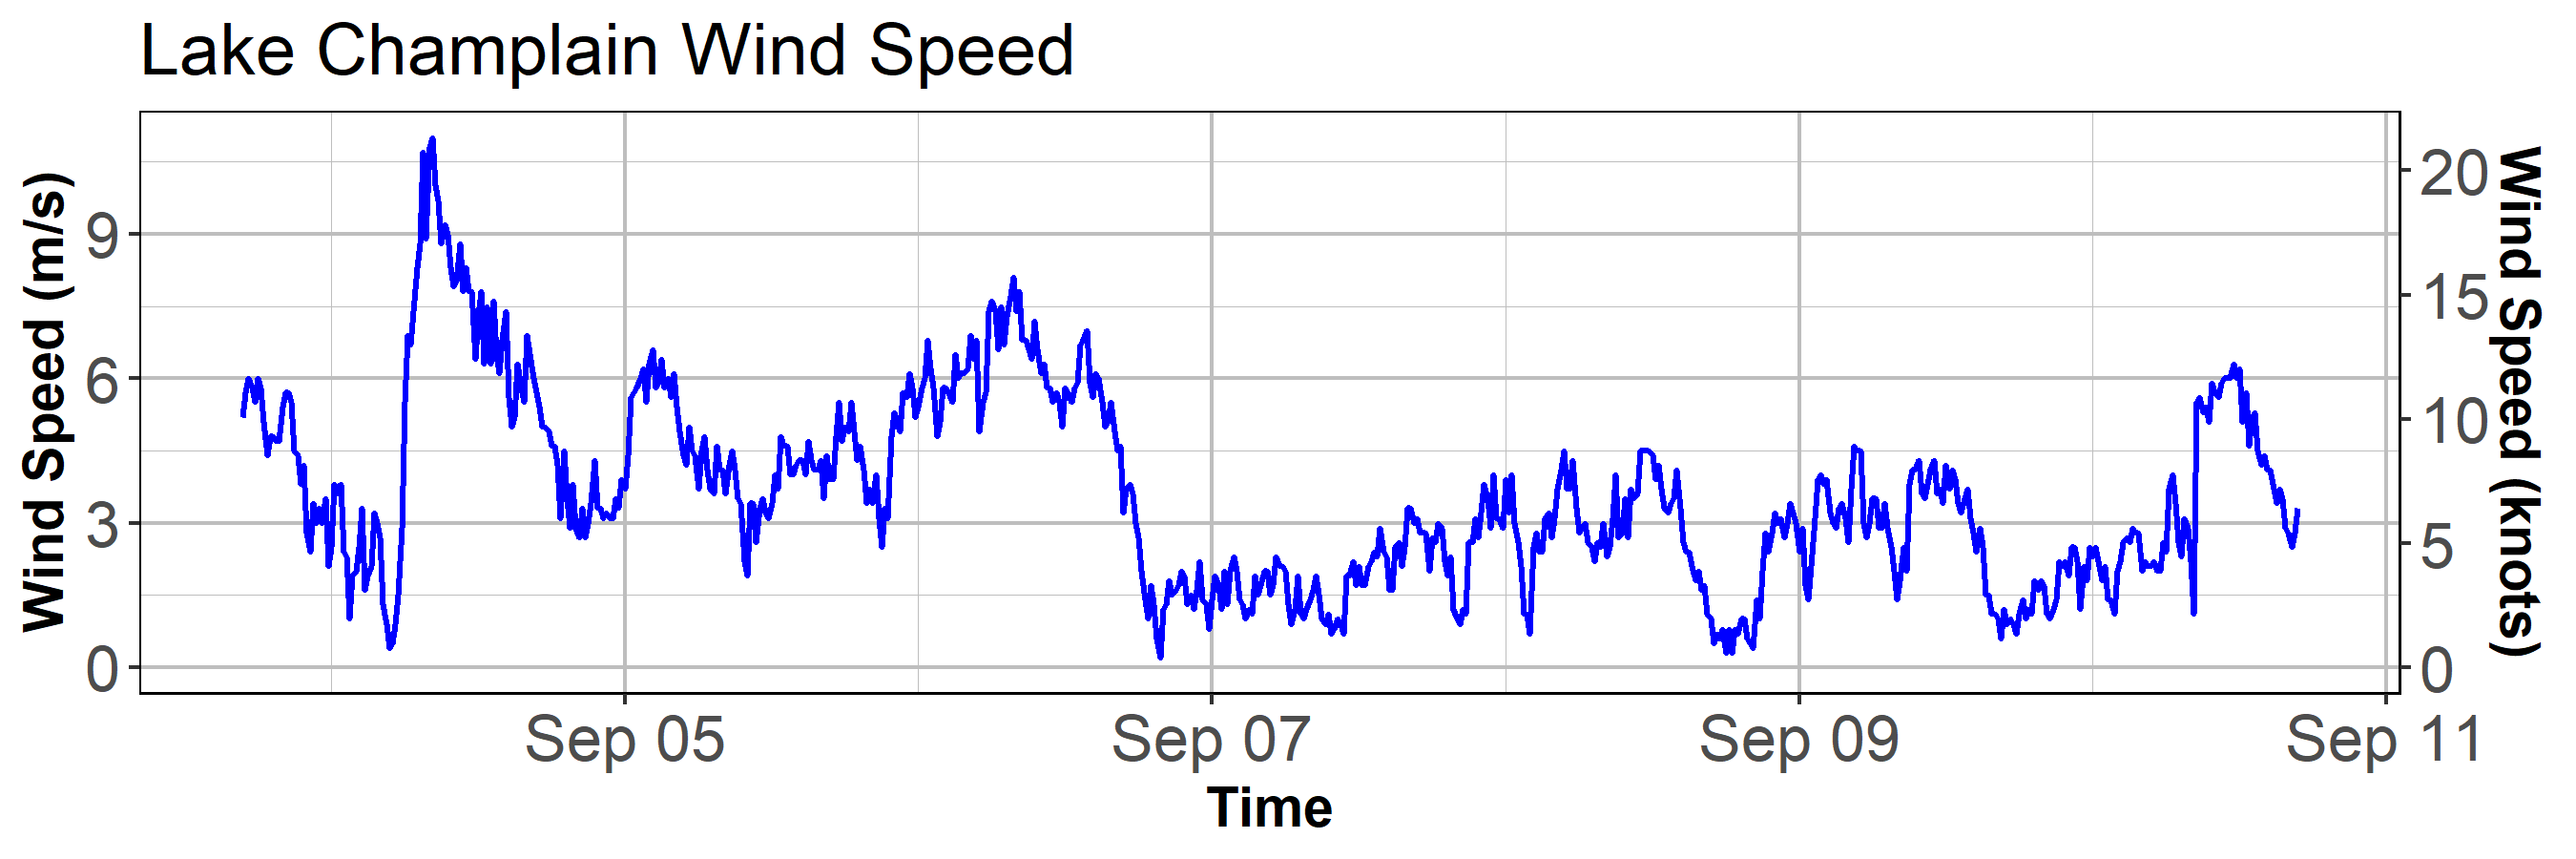 Lake Champlain Wind Speed
Wind Speed (m/s)
9
6
3
0
20
15
10
5
0
Wind Speed (knots)
Sep 05
Sep 07
Sep 09
Sep 11
Time